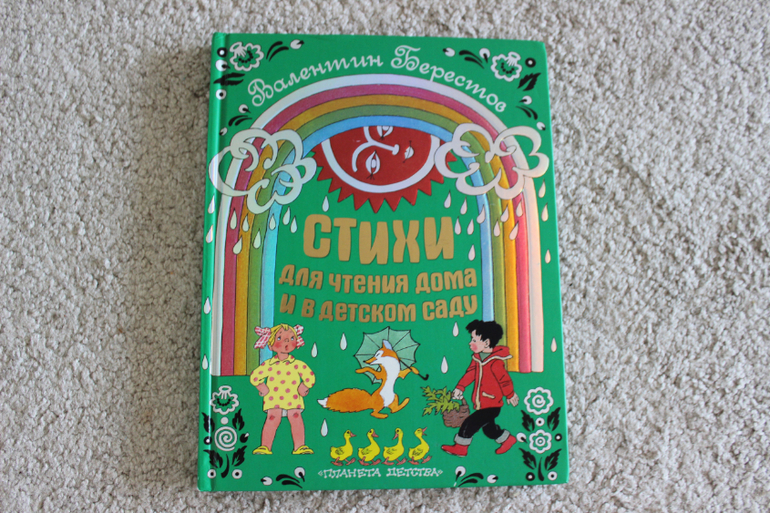 Валентин Берестов
СТИХИ
ДЛЯ ЧТЕНИЯ ДОМА
И В ДЕТСКОМ САДУ
«ПЛАНЕТА ДЕТСТВА»